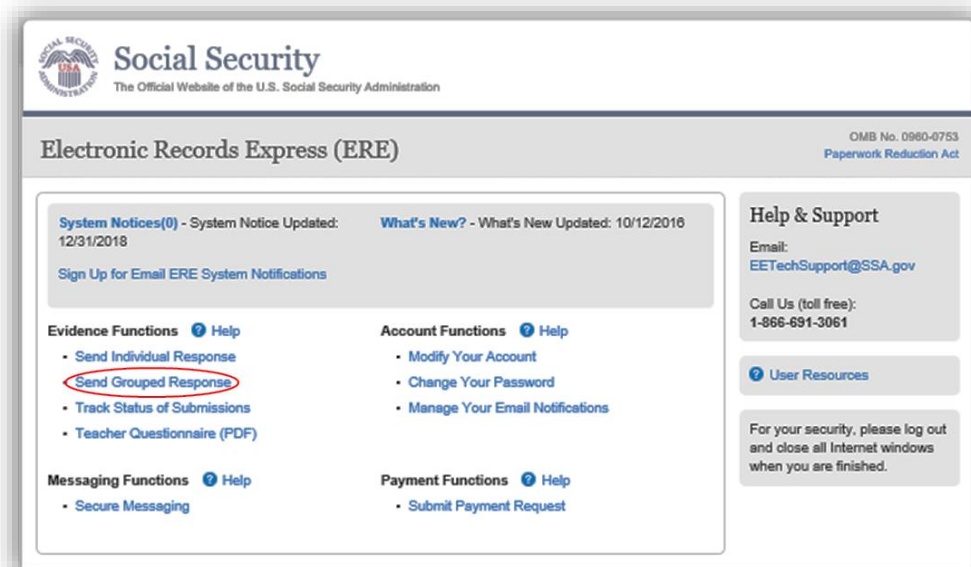 SOCIAL SECURITY
USA
ADMINISTRATION
Social Security
The Official Website of the U.S. Social Security Administration
Electronic Records Express (ERE)
OMB No. 0960-0753
Paperwork Reduction Act
System Notices(0) - System Notice Updated:
12/31/2018
Sign Up for Email ERE System Notifications
What's New? - What's New Updated: 10/12/2016
Evidence Functions ? Help
• Send Individual Response
• Send Grouped Response
• Track Status of Submissions
• Teacher Questionnaire (PDF)
Account Functions ? Help
• Modify Your Account
• Change Your Password
• Manage Your Email Notifications
Messaging Functions ? Help
• Secure Messaging
Payment Functions ? Help
• Submit Payment Request
Help & Support
Email:
EETechSupport@SSA.gov
Call Us (toll free):
1-866-691-3061
? User Resources
For your security, please log out
and close all Internet windows
when you are finished.